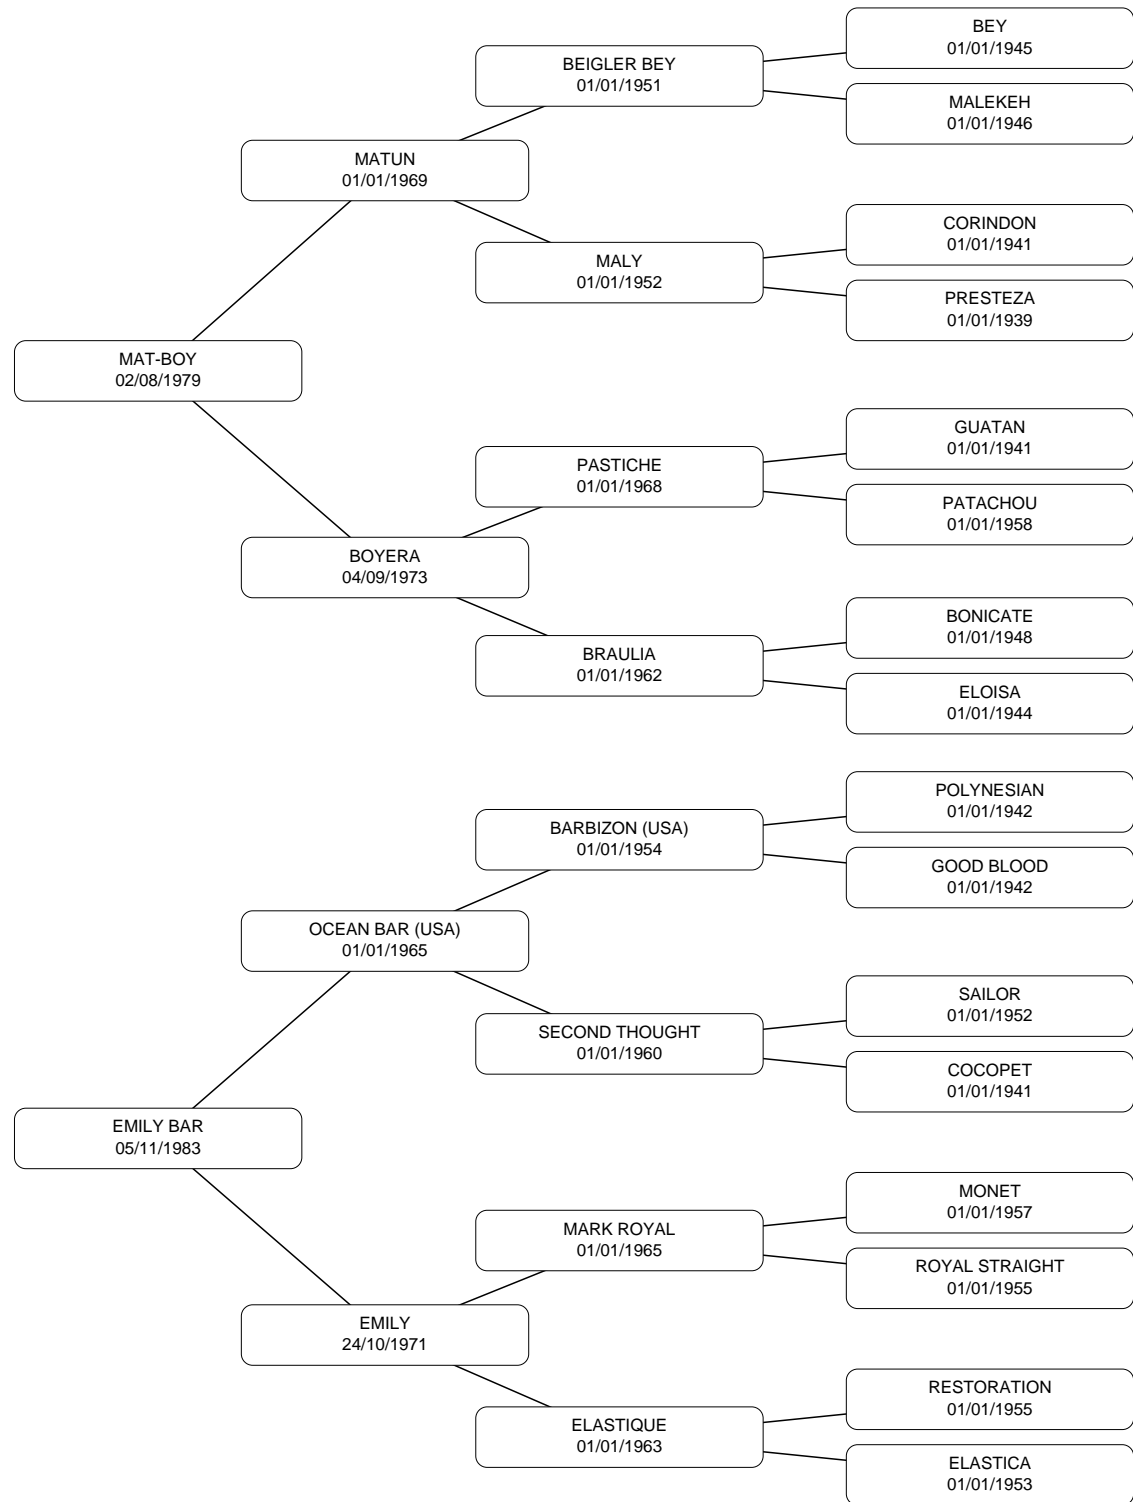 BEY
01/01/1945
BEIGLER BEY
01/01/1951
MALEKEH
01/01/1946
MATUN
01/01/1969
CORINDON
01/01/1941
MALY
01/01/1952
PRESTEZA
01/01/1939
MAT-BOY
02/08/1979
GUATAN
01/01/1941
PASTICHE
01/01/1968
PATACHOU
01/01/1958
BOYERA
04/09/1973
BONICATE
01/01/1948
BRAULIA
01/01/1962
ELOISA
01/01/1944
POLYNESIAN
01/01/1942
BARBIZON (USA)
01/01/1954
GOOD BLOOD
01/01/1942
OCEAN BAR (USA)
01/01/1965
SAILOR
01/01/1952
SECOND THOUGHT
01/01/1960
COCOPET
01/01/1941
EMILY BAR
05/11/1983
MONET
01/01/1957
MARK ROYAL
01/01/1965
ROYAL STRAIGHT
01/01/1955
EMILY
24/10/1971
RESTORATION
01/01/1955
ELASTIQUE
01/01/1963
ELASTICA
01/01/1953